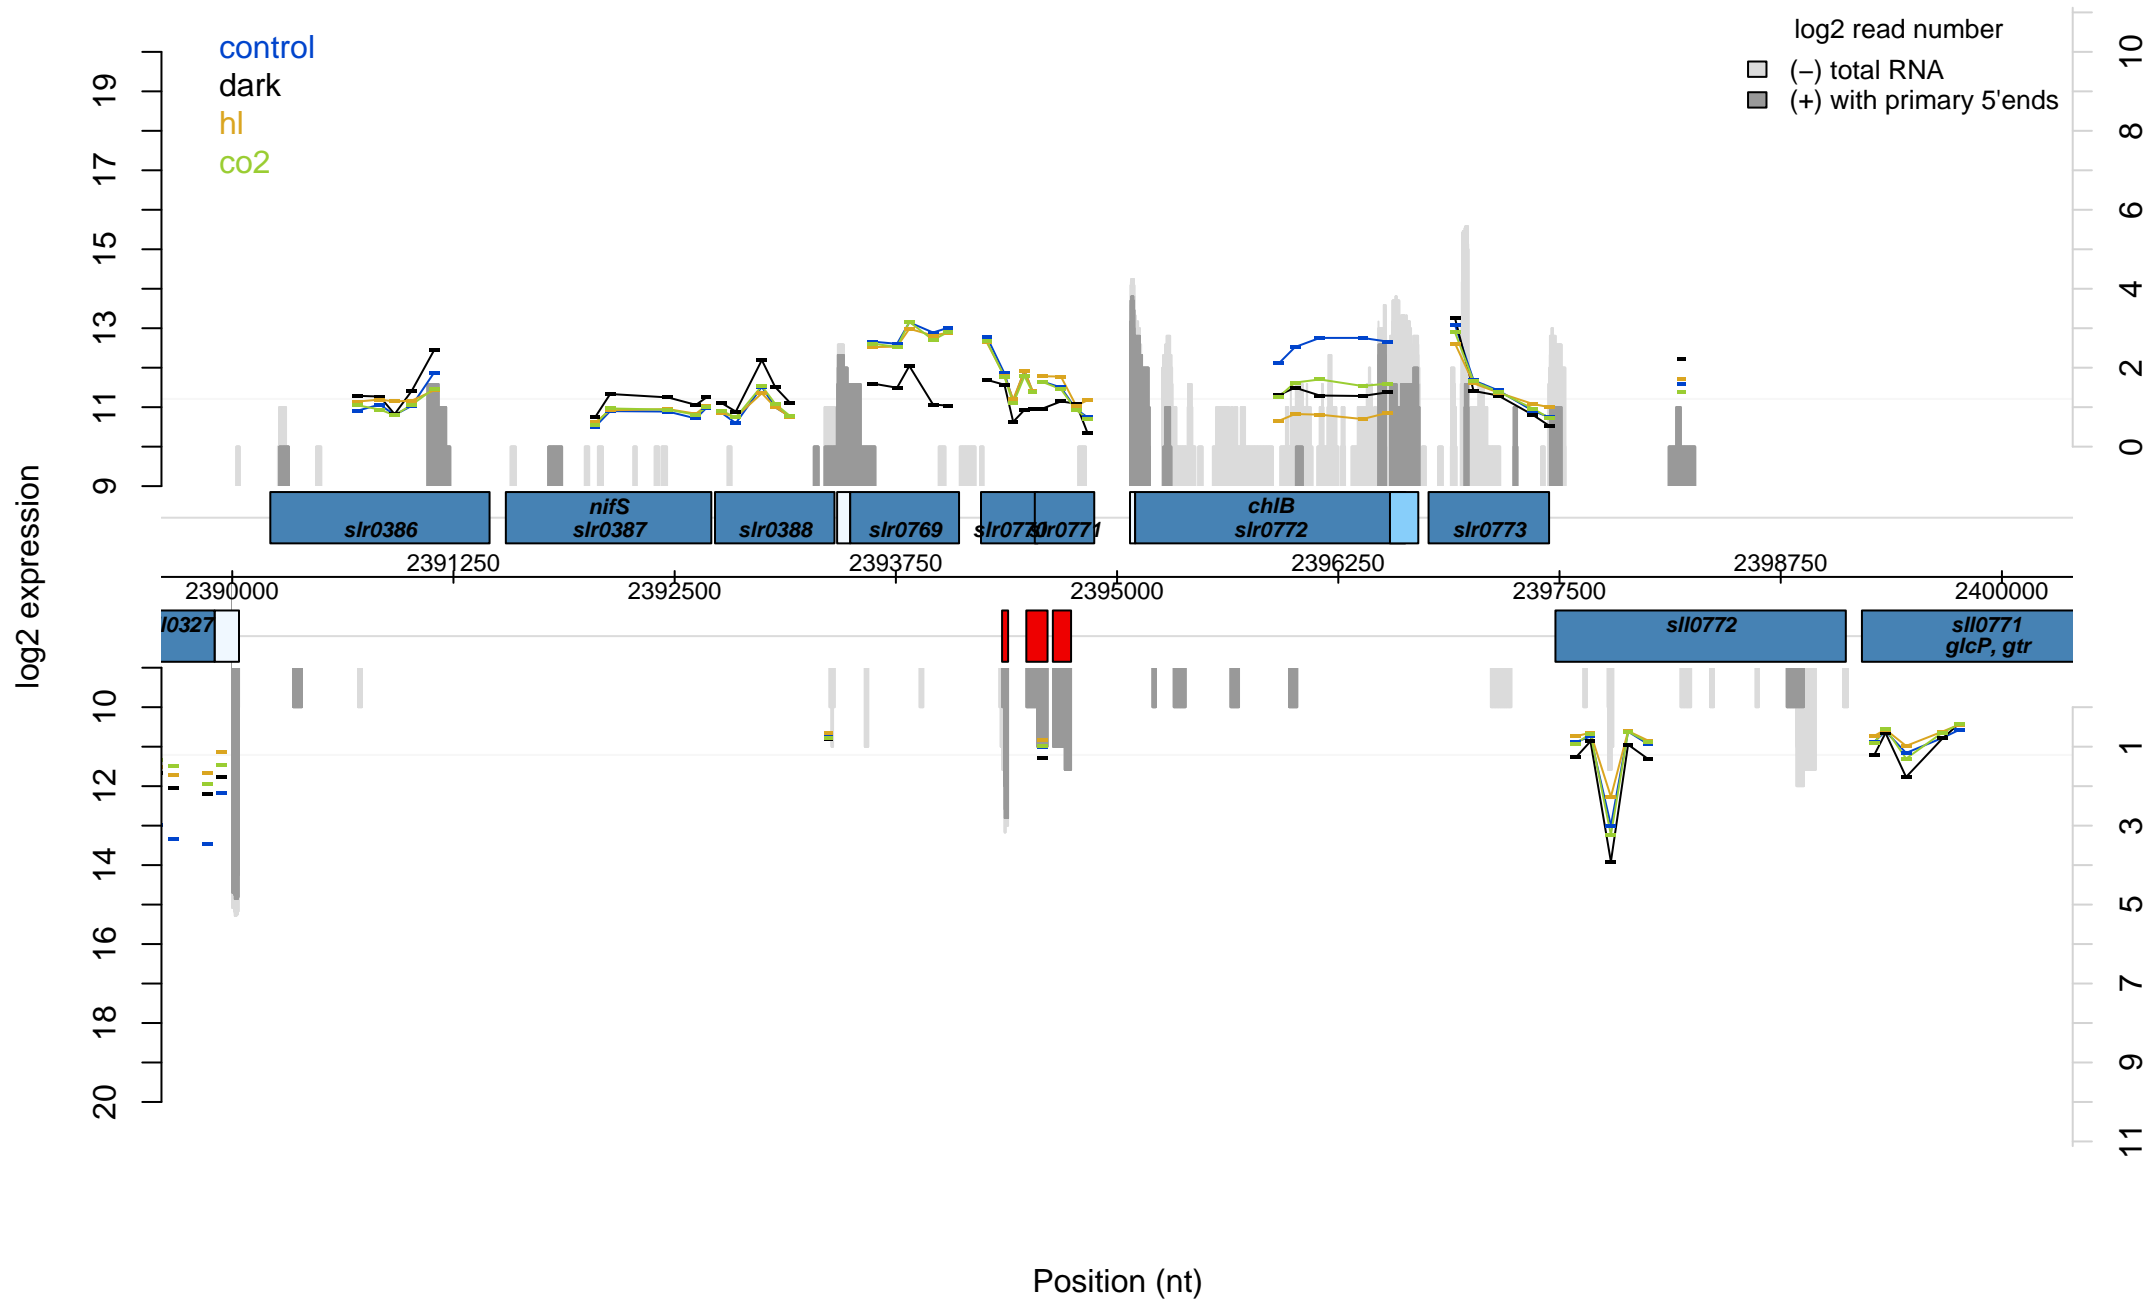 control
dark
hl
co2
log2 read number
(−) total RNA
(+) with primary 5'ends
19
17
15
13
11
9
10
8
6
4
2
0
log2 expression
nifS
chlB
slr0386
slr0387
slr0388
slr0769
slr0770
slr0771
slr0772
slr0773
2391250
2393750
2396250
2398750
2390000
2392500
2395000
2397500
2400000
l0327
sll0772
sll0771
glcP, gtr
10
12
14
16
18
20
1
3
5
7
9
11
Position (nt)